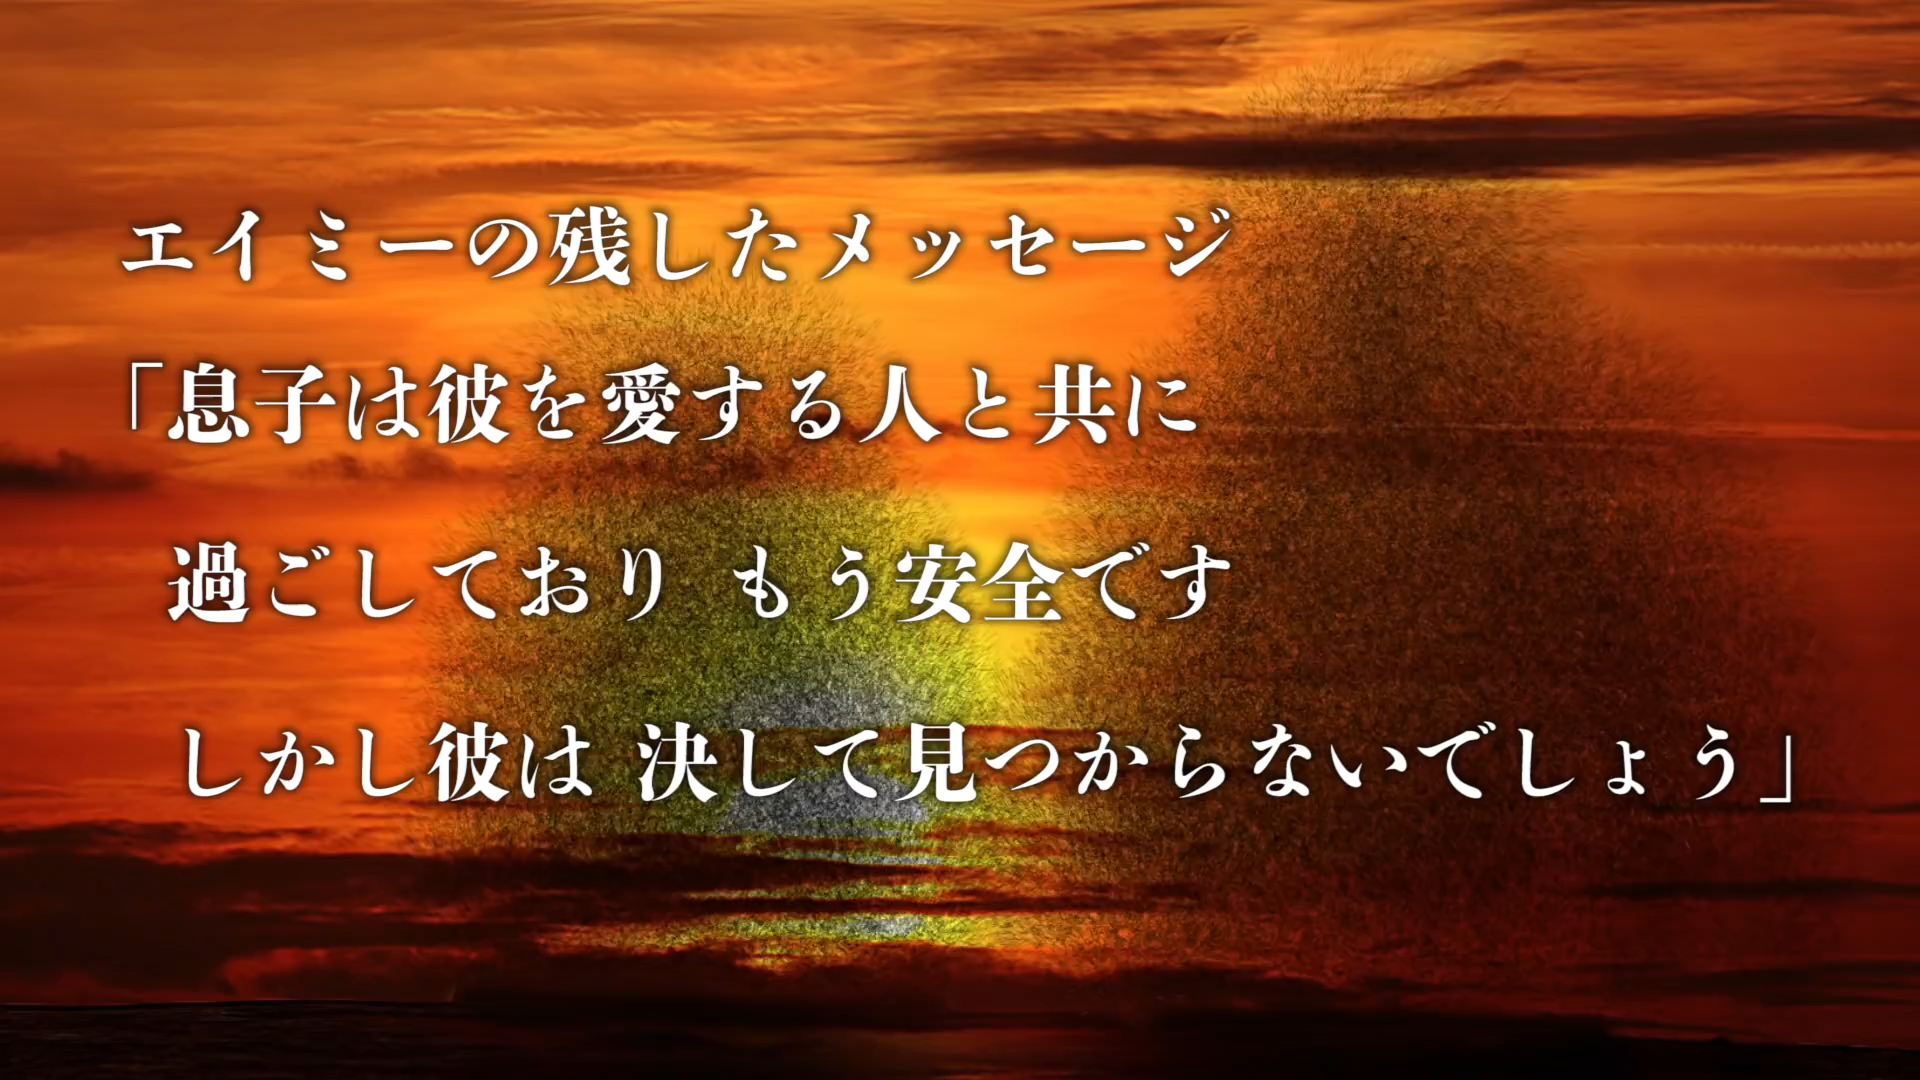 エイミーの残したメッセージ
「息子は彼を愛する人と共に
過ごしており もう安全です
しかし彼は 決して見つからないでしょう」